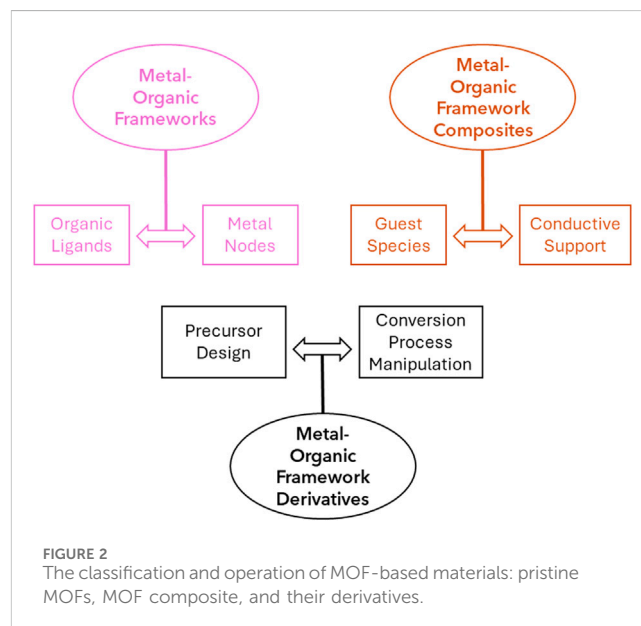 Metal-
Organic
Frameworks
Organic
Ligands
Metal
Nodes
Metal-
Organic
Framework
Composites
Guest
Species
Conductive
Support
Precursor
Design
Conversion
Process
Manipulation
Metal-
Organic
Framework
Derivatives
FIGURE 2
The classification and operation of MOF-based materials: pristine
MOFs, MOF composite, and their derivatives.